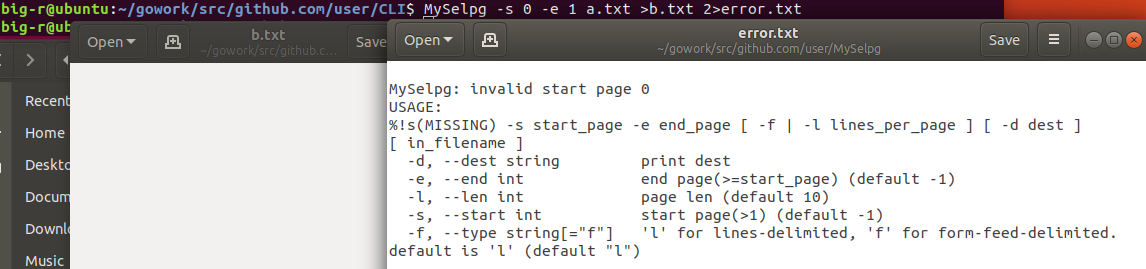 big-r@ubuntu:~/gowork/src/github.com/user/CLI$ MySelpg -s 0 -e 1 a.txt >b.txt 2>error.txt
big-r@ubuntu
Open
b.txt
~/gowork/src/github.c...
Save
Open
error.txt
~/gowork/src/github.com/user/MySelpg
Save
Recent
Home
Deskto
Docum
Downlo
Music
MySelpg: invalid start page 0
USAGE:
%!s(MISSING) -s start_page -e end_page [ -f | -l lines_per_page ] [ -d dest ]
[ in_filename ]
-d, --dest string print dest
-e, --end int end page(>=start_page) (default -1)
-l, --len int page len (default 10)
-s, --start int start page(>1) (default -1)
-f, --type string[="f"] 'l' for lines-delimited, 'f' for form-feed-delimited.
default is 'l' (default "l")